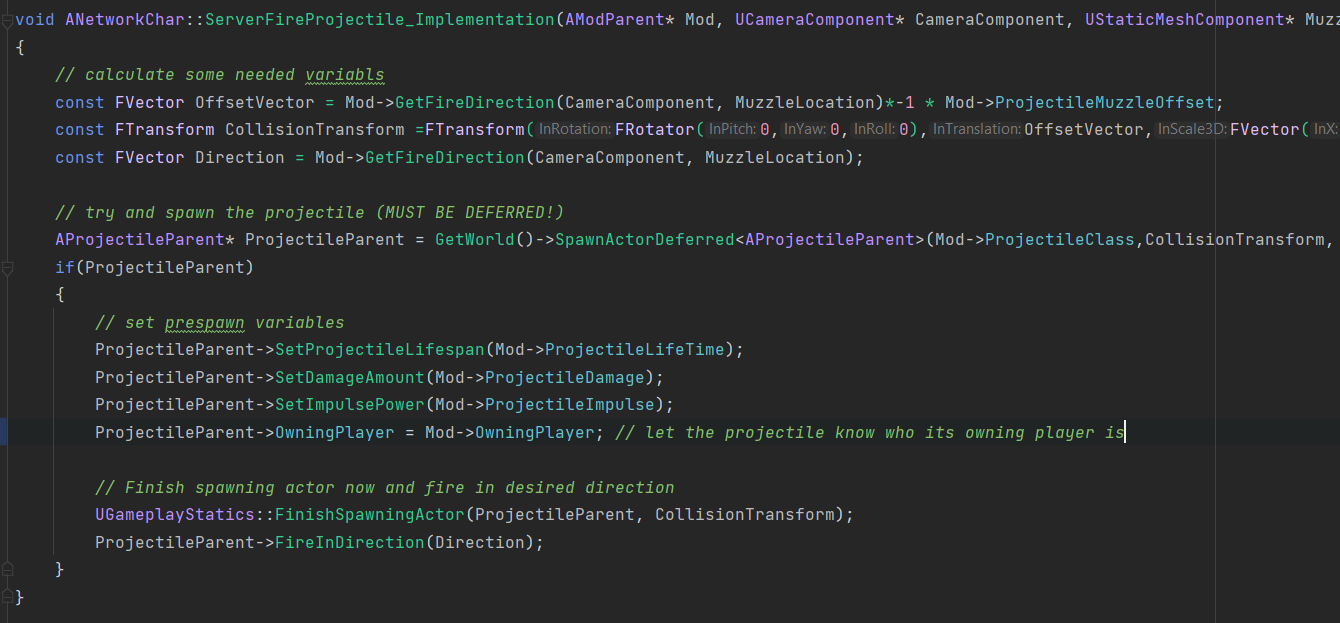 void ANetworkChar::ServerFireProjectile_Implementation(AModParent* Mod, UCameraComponent* CameraComponent, UStaticMeshComponent* Muzz
{
// calculate some needed variabls
const FVector OffsetVector = Mod->GetFireDirection(CameraComponent, MuzzleLocation)*-1 * Mod->ProjectileMuzzleOffset;
const FTransform CollisionTransform =FTransform( InRotation: FRotator( InPitch: 0, InYaw: 0, InRoll: 0), InTranslation: OffsetVector, InScale3D: FVector( InX:
const FVector Direction = Mod->GetFireDirection(CameraComponent, MuzzleLocation);
// try and spawn the projectile (MUST BE DEFERRED!)
AProjectileParent* ProjectileParent = GetWorld()->SpawnActorDeferred<AProjectileParent>(Mod->ProjectileClass,CollisionTransform,
if(ProjectileParent)
{
// set prespawn variables
ProjectileParent->SetProjectileLifespan(Mod->ProjectileLifeTime);
ProjectileParent->SetDamageAmount(Mod->ProjectileDamage);
ProjectileParent->SetImpulsePower(Mod->ProjectileImpulse);
ProjectileParent->OwningPlayer = Mod->OwningPlayer; // let the projectile know who its owning player is
// Finish spawning actor now and fire in desired direction
UGameplayStatics::FinishSpawningActor(ProjectileParent, CollisionTransform);
ProjectileParent->FireInDirection(Direction);
}
}